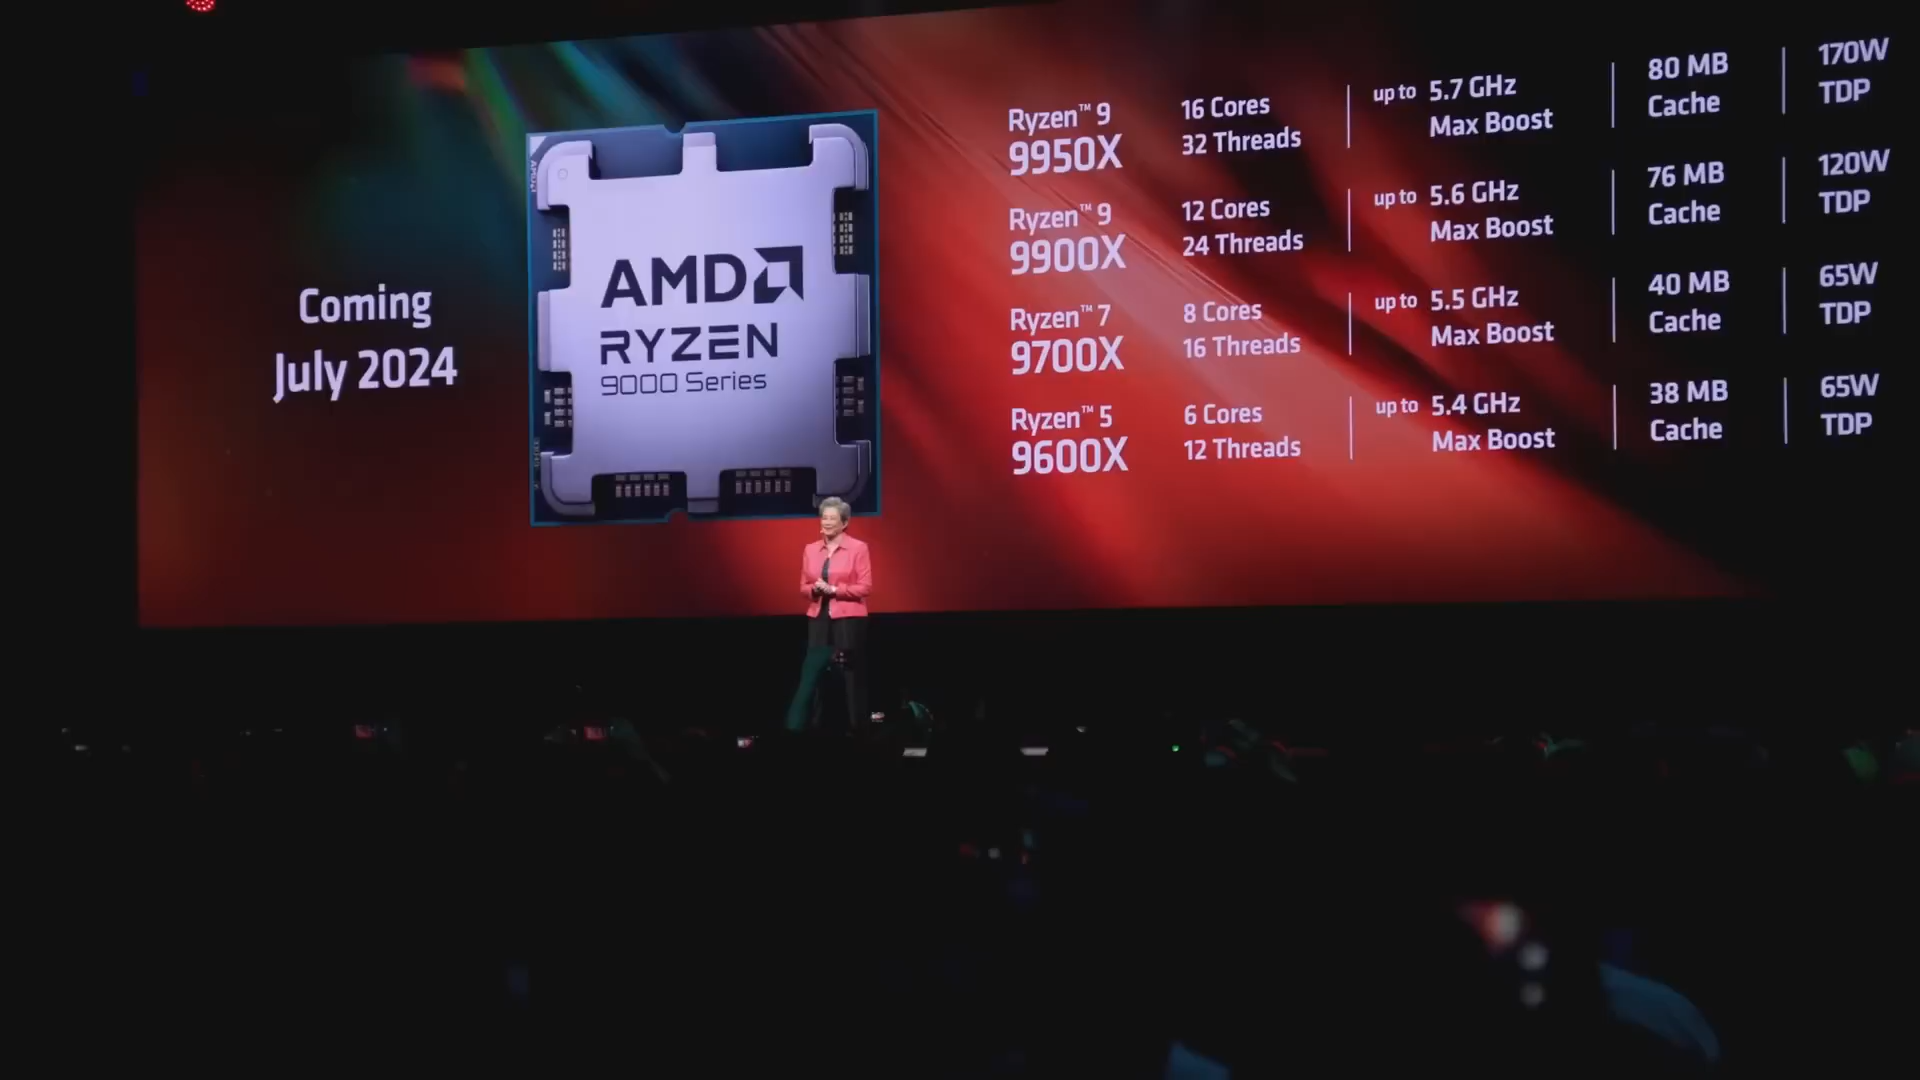 Coming
July 2024
AMD
RYZEN
9000 Series
Ryzen™ 9
9950X
16 Cores
32 Threads
up to 5.7 GHz
Max Boost
80 MB
Cache
170W
TDP
Ryzen™ 9
9900X
12 Cores
24 Threads
up to 5.6 GHz
Max Boost
76 MB
Cache
120W
TDP
Ryzen™ 7
9700X
8 Cores
16 Threads
up to 5.5 GHz
Max Boost
40 MB
Cache
65W
TDP
Ryzen™ 5
9600X
6 Cores
12 Threads
up to 5.4 GHz
Max Boost
38 MB
Cache
65W
TDP